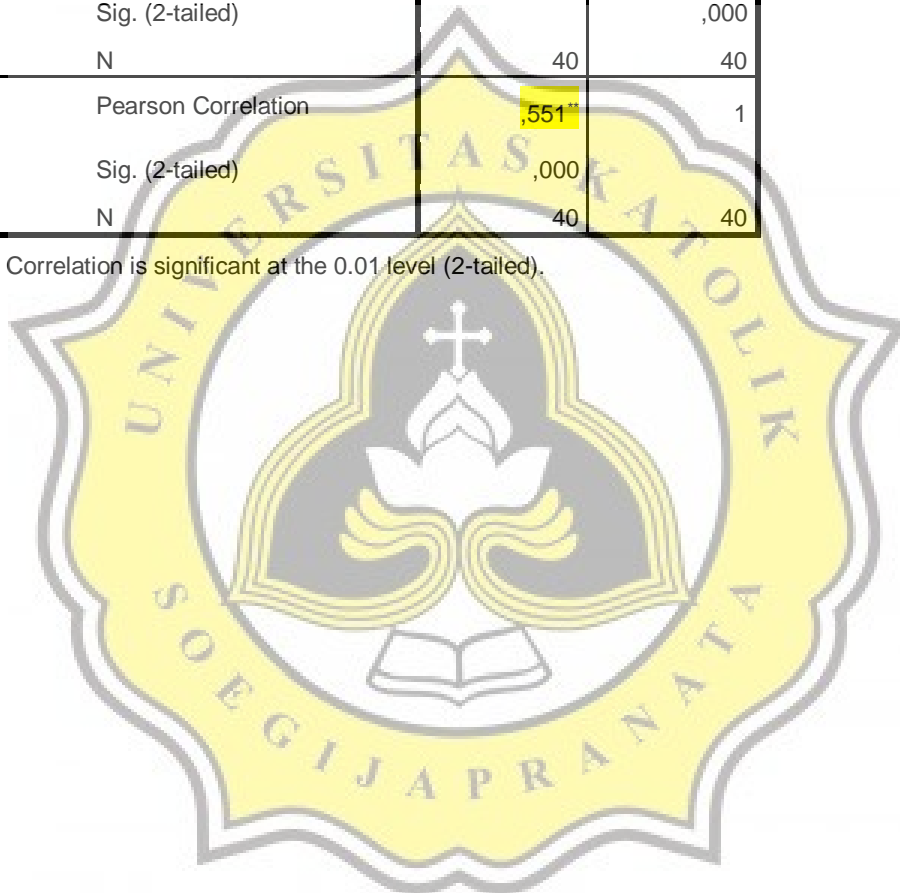 Sig. (2-tailed) ,000
N 40 40
Pearson Correlation ,551** 1
Sig. (2-tailed) ,000
N 40 40
Correlation is significant at the 0.01 level (2-tailed).
UNIVERSITAS KATOLIK
SOEGIJAPRANATA